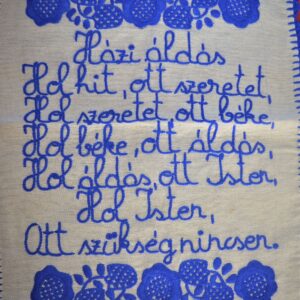 Házi áldás
Hol hit, ott szeretet,
Hol szeretet, ott béke,
Hol béke, ott áldás,
Hol áldás, ott Isten,
Hol Isten,
Ott szükség nincsen.